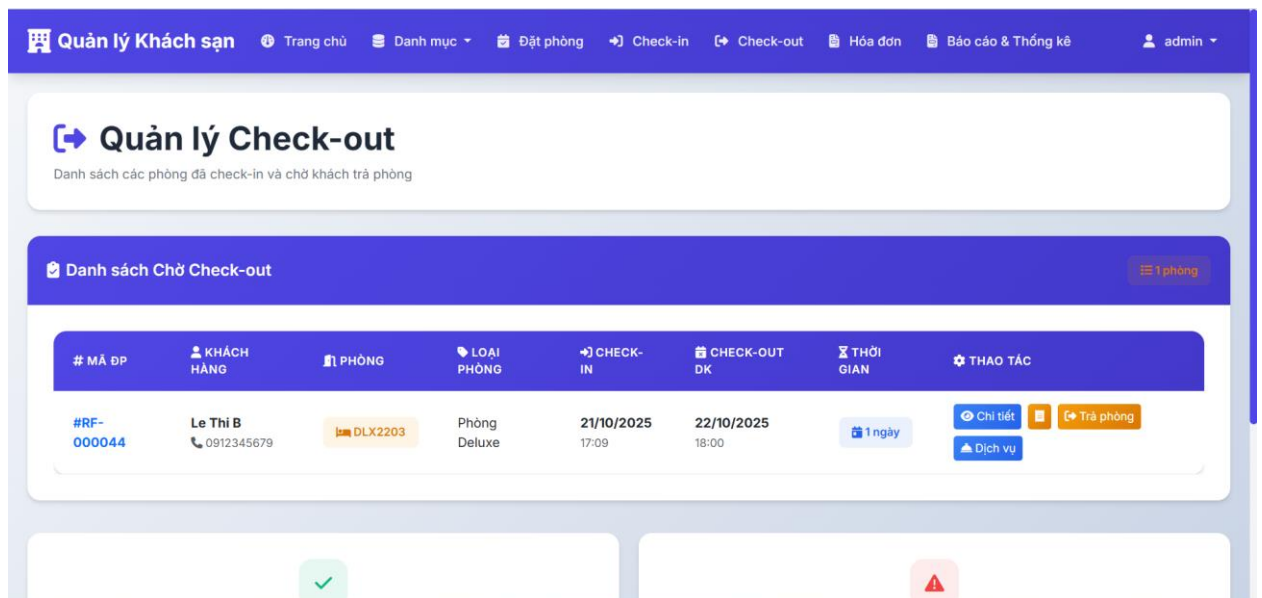 Quản lý Khách sạn Trang chủ Danh mục Đặt phòng Check-in Check-out Hóa đơn Báo cáo & Thống kê admin
Quản lý Check-out
Danh sách các phòng đã check-in và chờ khách trả phòng
Danh sách Chờ Check-out 1 phòng
# MÃ ĐP KHÁCH HÀNG PHÒNG LOẠI PHÒNG CHECK-IN CHECK-OUT DK THỜI GIAN THAO TÁC
#RF-000044 Le Thi B DLX2203 Phòng Deluxe 21/10/2025 22/10/2025 1 ngày Chi tiết Trả phòng
0912345679 17:09 18:00 Dịch vụ